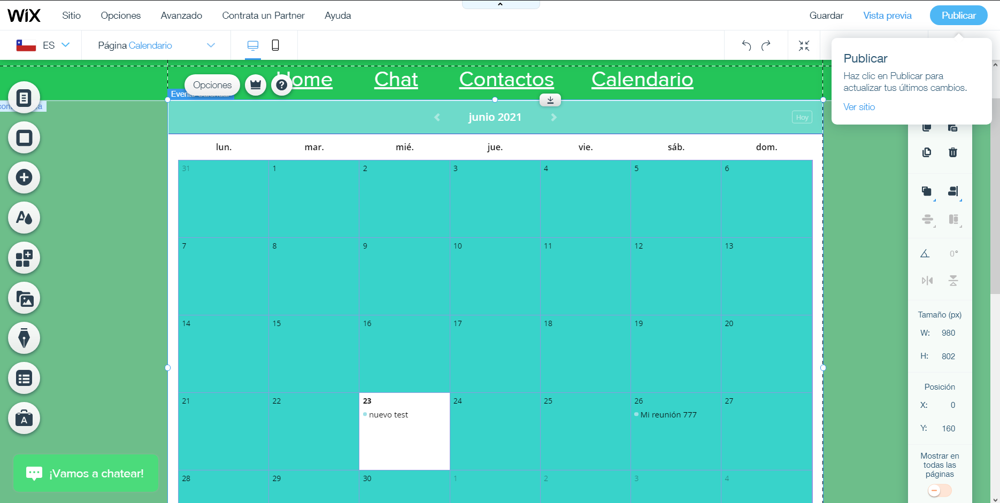 WiX
Sitio
Opciones
Avanzado
Contrata un Partner
Ayuda
Guardar
Vista previa
Publicar
ES
Página Calendario
Publicar
Haz clic en Publicar para
actualizar tus últimos cambios.
Ver sitio
Home
Chat
Contactos
Calendario
Opciones
junio 2021
Hoy
lun.
mar.
mié.
jue.
vie.
sáb.
dom.
31
1
2
3
4
5
6
7
8
9
10
11
12
13
14
15
16
17
18
19
20
21
22
23
24
25
26
27
nuevo test
Mi reunión 777
28
29
30
1
2
3
4
¡Vamos a chatear!
0°
Tamaño (px)
W: 980
H: 802
Posición
X: 0
Y: 160
Mostrar en
todas las
páginas